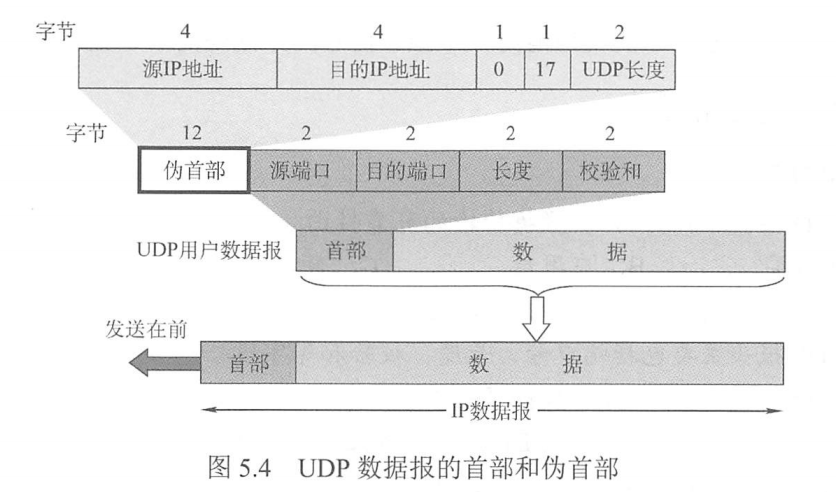 字节 4 4 1 1 2
源IP地址 目的IP地址 0 17 UDP长度
字节 12 2 2 2 2
伪首部 源端口 目的端口 长度 校验和
UDP用户数据报 首部 数 据
发送在前
首部 数 据
IP数据报
图 5.4 UDP 数据报的首部和伪首部